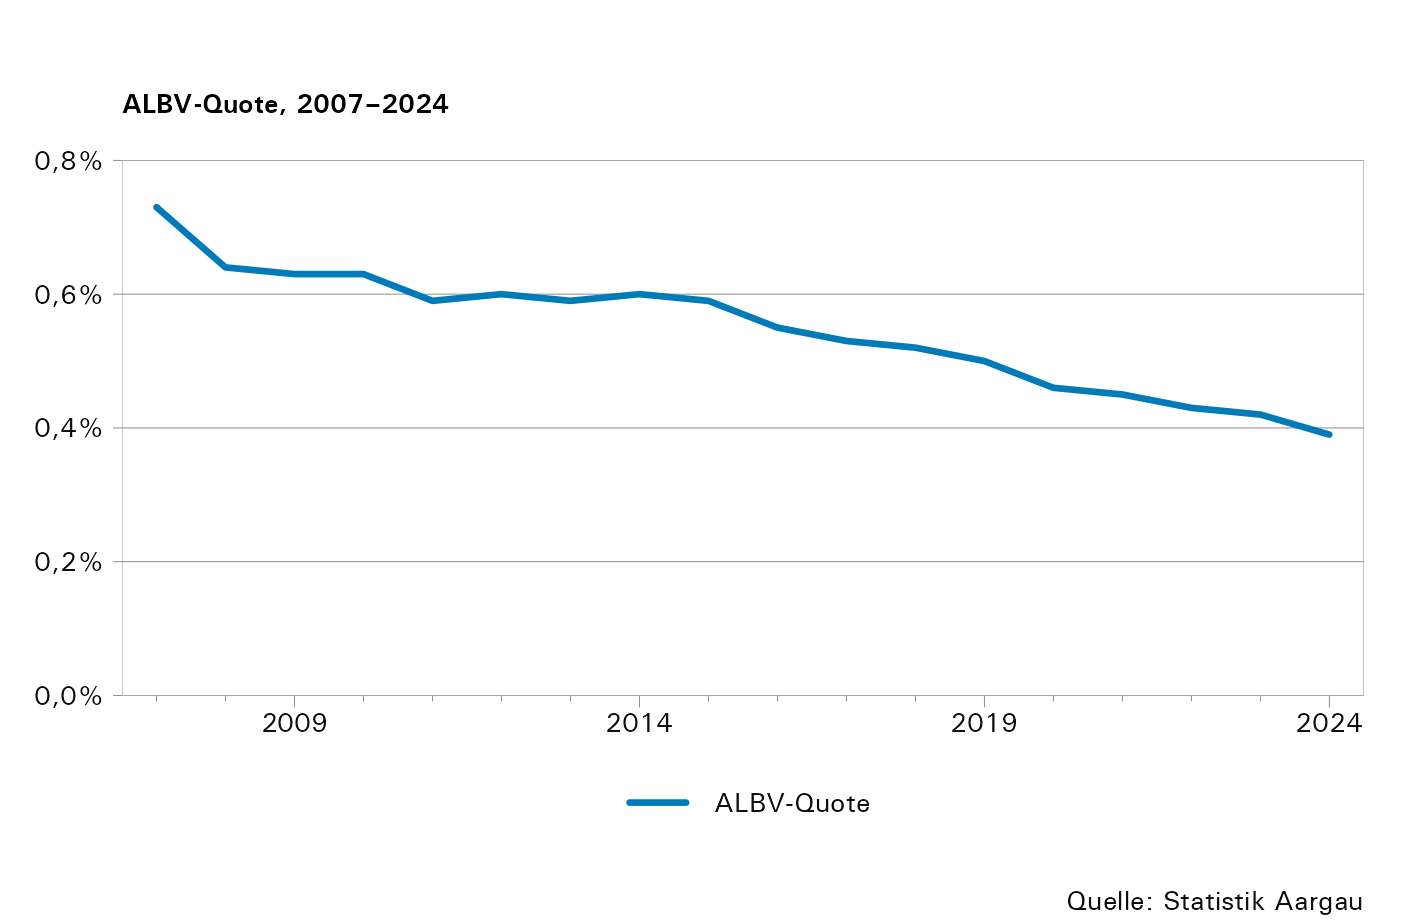 ALBV-Quote, 2007–2024
0,8%
0,6%
0,4%
0,2%
0,0%
2009 2014 2019 2024
ALBV-Quote
Quelle: Statistik Aargau